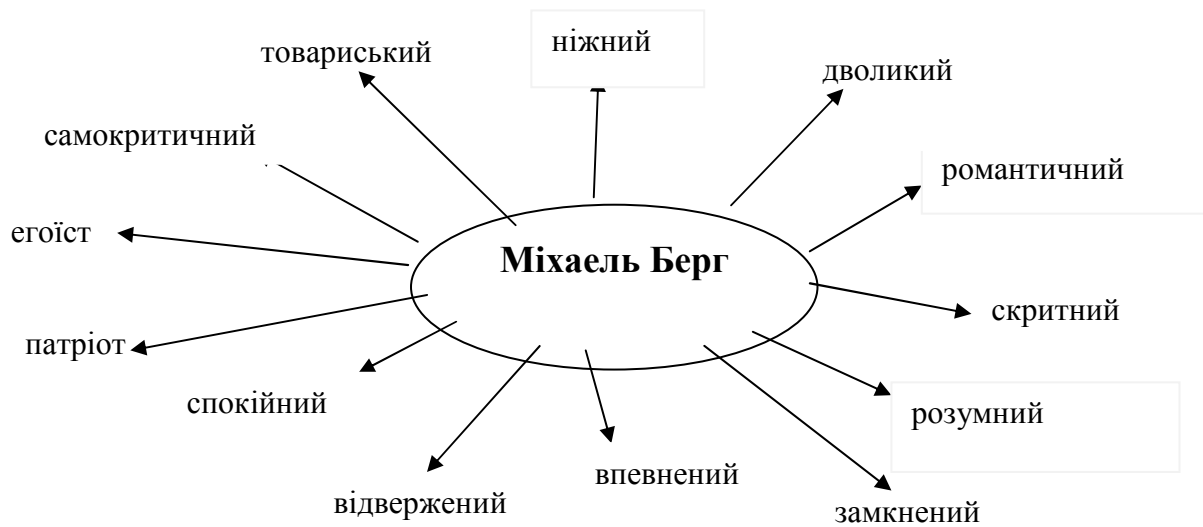 ніжний
товариський
дволикий
самокритичний
романтичний
егоїст
Міхаель Берг
скритний
патріот
спокійний
розумний
впевнений
відвержений
замкнений